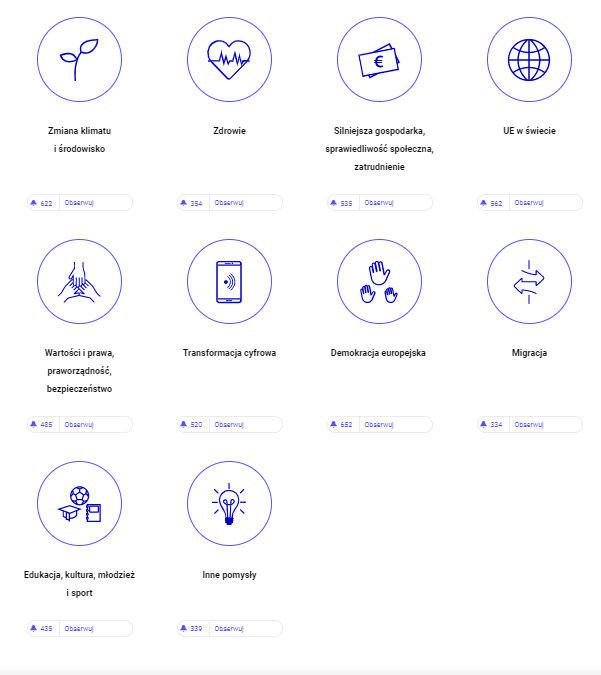 Zmiana klimatu
i środowisko
622 Obserwuj
Zdrowie
354 Obserwuj
Silniejsza gospodarka,
sprawiedliwość społeczna,
zatrudnienie
535 Obserwuj
UE w świecie
562 Obserwuj
Wartości i prawa,
praworządność,
bezpieczeństwo
485 Obserwuj
Transformacja cyfrowa
520 Obserwuj
Demokracja europejska
652 Obserwuj
Migracja
334 Obserwuj
Edukacja, kultura, młodzież
i sport
435 Obserwuj
Inne pomysły
339 Obserwuj